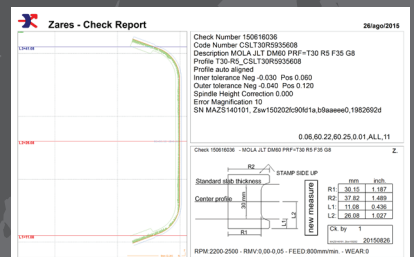 Zares - Check Report
26/ago/2015
Check Number 150616036
Code Number CSLT30R5935608
Description MOLA JLT DM60 PRF=T30 R5 F35 G8
Profile T30-R5_CSLT30R5935608
Profile auto aligned
Inner tolerance Neg -0.030 Pos 0.060
Outer tolerance Neg -0.040 Pos 0.120
Spindle Height Correction 0.000
Error Magnification 10
SN MAZS140101, Zsw150202fc90fd1a,b9aaeee0,1982692d
0.06,60.22,60.25,0.01,ALL,11
Check 150616036 - MOLA JLT DM60 PRF=T30 R5 F35 G8
Z.
R2
STAMP SIDE UP
Standard slab thickness
Center profile
30 mm
R1
L1
L2
new measure
mm inch
R1: 30.15 1.187
R2: 37.82 1.489
L1: 11.08 0.436
L2: 26.08 1.027
Ck. by 1
20150826
RPM:2200-2500 - RMV:0,00-0,05 - FEED:800mm/min. - WEAR:0